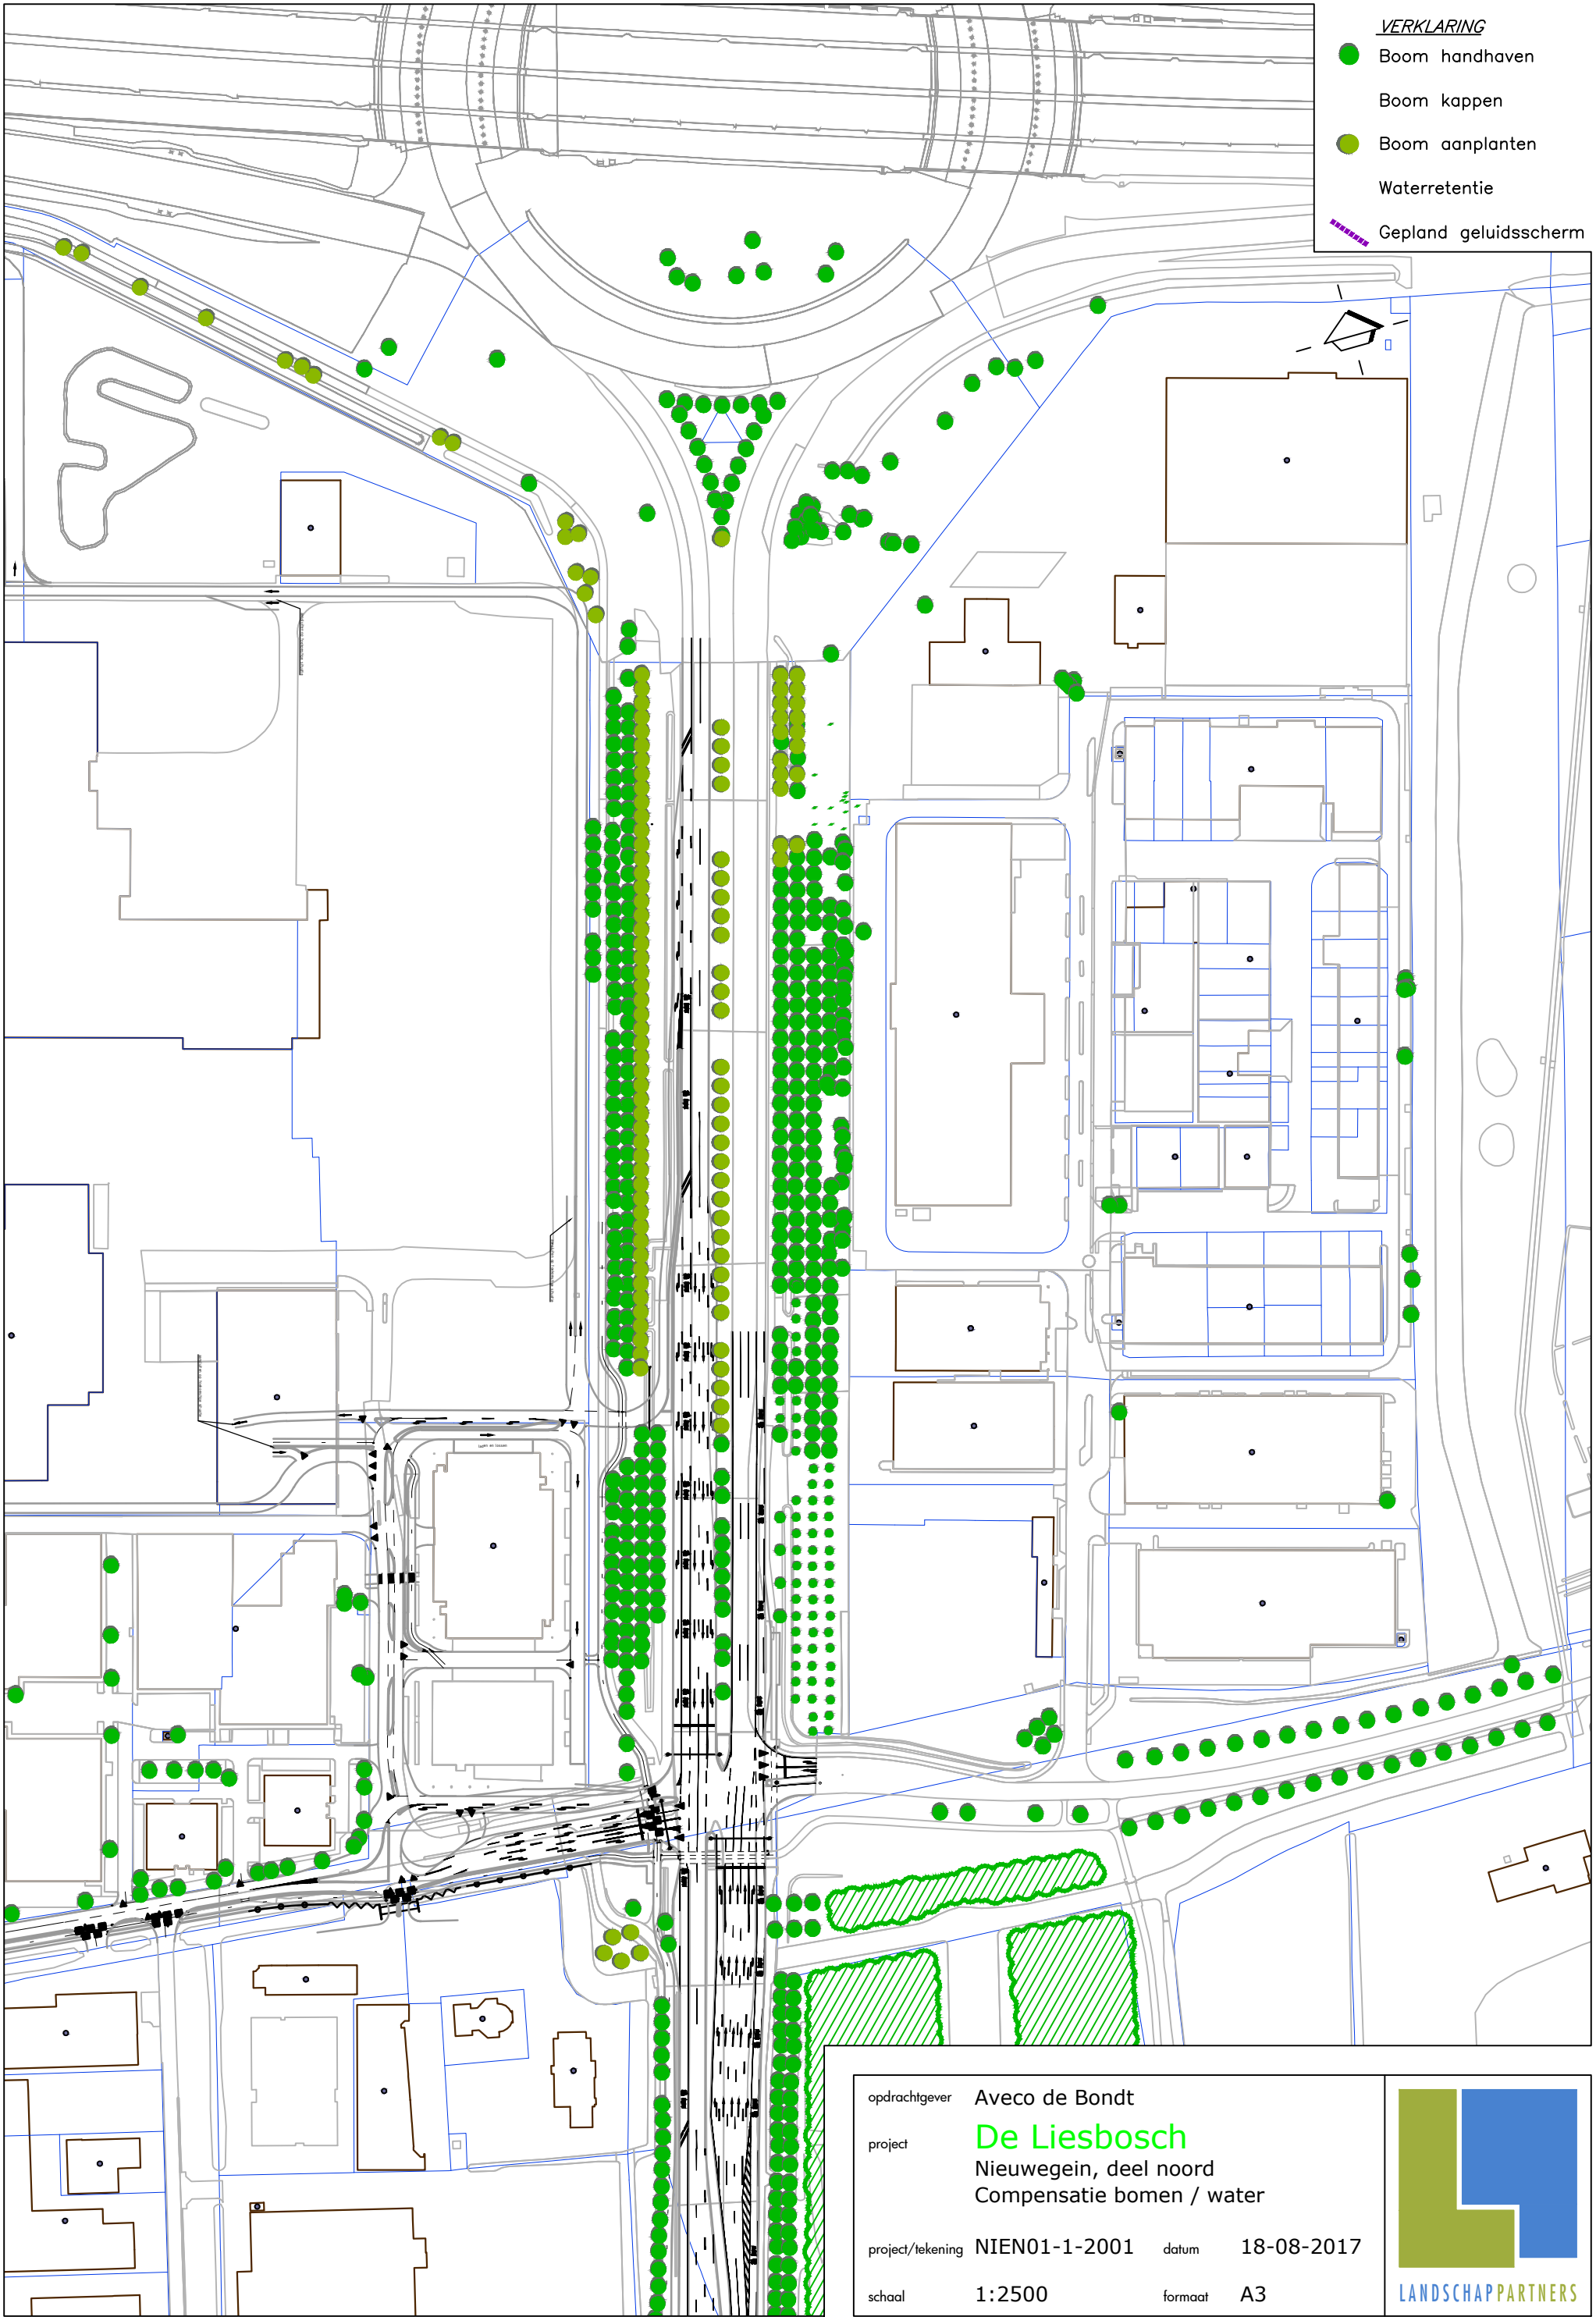 VERKLARING
Boom handhaven
Boom kappen
Boom aanplanten
Waterretentie
Gepland geluidsscherm
opdrachtgever Aveco de Bondt
project De Liesbosch
Nieuwegein, deel noord
Compensatie bomen / water
project/tekening NIEN01-1-2001 datum 18-08-2017
schaal 1:2500 formaat A3
LANDSCHAPPARTNERS